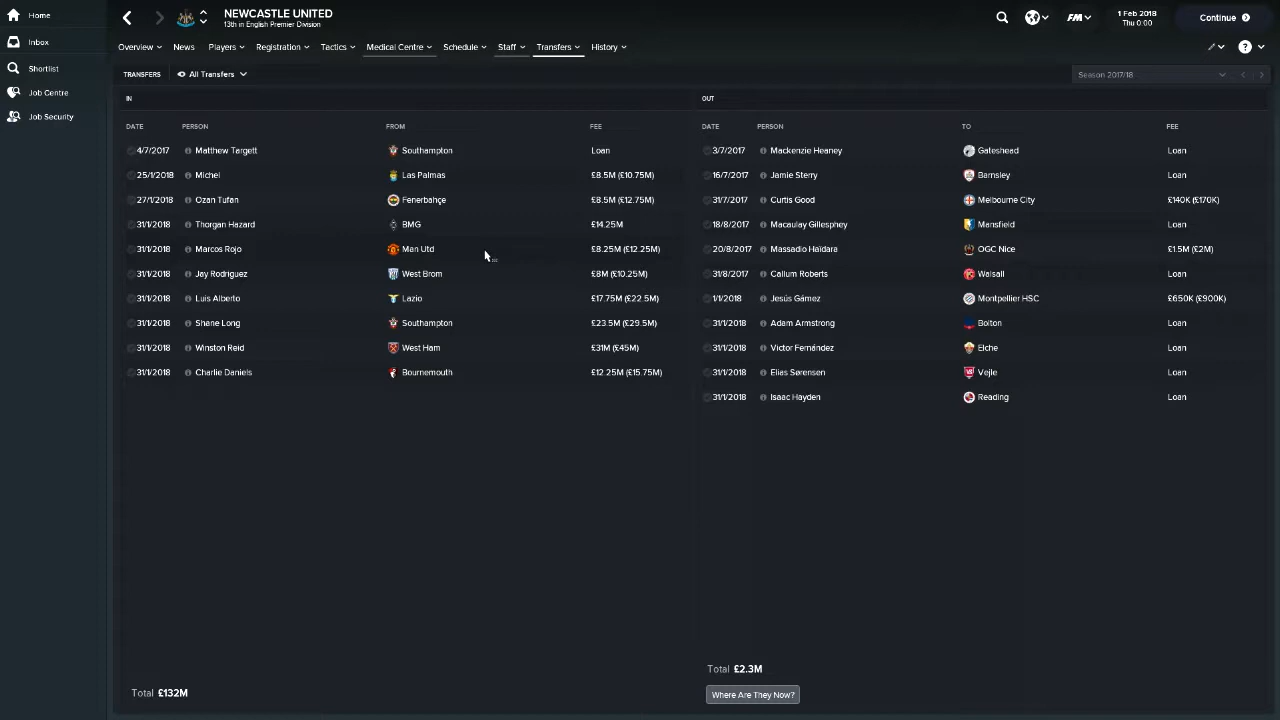 Home
Inbox
Shortlist
Job Centre
Job Security
NEWCASTLE UNITED
13th in English Premier Division
FM
1 Feb 2018
Thu 0:00
Continue
Overview News Players Registration Tactics Medical Centre Schedule Staff Transfers History
?
TRANSFERS All Transfers Season 2017/18
IN
DATE PERSON FROM FEE
4/7/2017 Matthew Targett Southampton Loan
25/1/2018 Michel Las Palmas £8.5M (£10.75M)
27/1/2018 Ozan Tufan Fenerbahçe £8.5M (£12.75M)
31/1/2018 Thorgan Hazard BMG £14.25M
31/1/2018 Marcos Rojo Man Utd £8.25M (£12.25M)
31/1/2018 Jay Rodriguez West Brom £8M (£10.25M)
31/1/2018 Luis Alberto Lazio £17.75M (£22.5M)
31/1/2018 Shane Long Southampton £23.5M (£29.5M)
31/1/2018 Winston Reid West Ham £31M (£45M)
31/1/2018 Charlie Daniels Bournemouth £12.25M (£15.75M)
Total £132M
OUT
DATE PERSON TO FEE
3/7/2017 Mackenzie Heaney Gateshead Loan
16/7/2017 Jamie Sterry Barnsley Loan
31/7/2017 Curtis Good Melbourne City £140K (£170K)
18/8/2017 Macaulay Gillesphey Mansfield Loan
20/8/2017 Massadio Haïdara OGC Nice £1.5M (£2M)
31/8/2017 Callum Roberts Walsall Loan
1/1/2018 Jesús Gámez Montpellier HSC £650K (£900K)
31/1/2018 Adam Armstrong Bolton Loan
31/1/2018 Victor Fernández Elche Loan
31/1/2018 Elias Sørensen Vejle Loan
31/1/2018 Isaac Hayden Reading Loan
Total £2.3M
Where Are They Now?